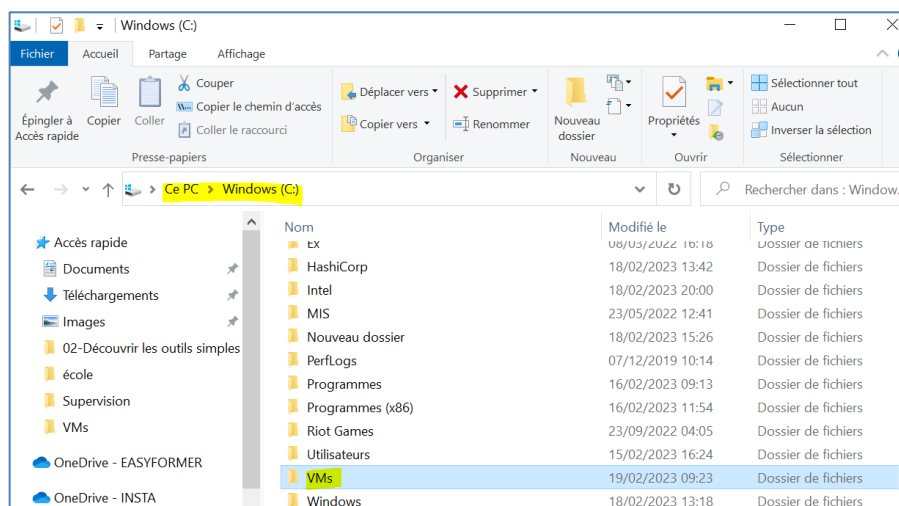 Windows (C:)
Fichier Accueil Partage Affichage
Épingler à Accès rapide
Copier
Coller
Couper
Copier le chemin d'accès
Coller le raccourci
Presse-papiers
Déplacer vers
Copier vers
Supprimer
Renommer
Organiser
Nouveau dossier
Nouveau
Propriétés
Ouvrir
Sélectionner tout
Aucun
Inverser la sélection
Sélectionner
Ce PC > Windows (C:)
Rechercher dans : Window
Accès rapide
Documents
Téléchargements
Images
02-Découvrir les outils simples
école
Supervision
VMs
OneDrive - EASYFORMER
OneDrive - INSTA
Nom Modifié le Type
Ex 08/03/2022 16:18 Dossier de fichiers
HashiCorp 18/02/2023 13:42 Dossier de fichiers
Intel 18/02/2023 20:00 Dossier de fichiers
MIS 23/05/2022 12:41 Dossier de fichiers
Nouveau dossier 18/02/2023 15:26 Dossier de fichiers
PerfLogs 07/12/2019 10:14 Dossier de fichiers
Programmes 16/02/2023 09:13 Dossier de fichiers
Programmes (x86) 16/02/2023 11:54 Dossier de fichiers
Riot Games 23/09/2022 04:05 Dossier de fichiers
Utilisateurs 15/02/2023 16:24 Dossier de fichiers
VMs 19/02/2023 09:23 Dossier de fichiers
Windows 18/02/2023 13:18 Dossier de fichiers